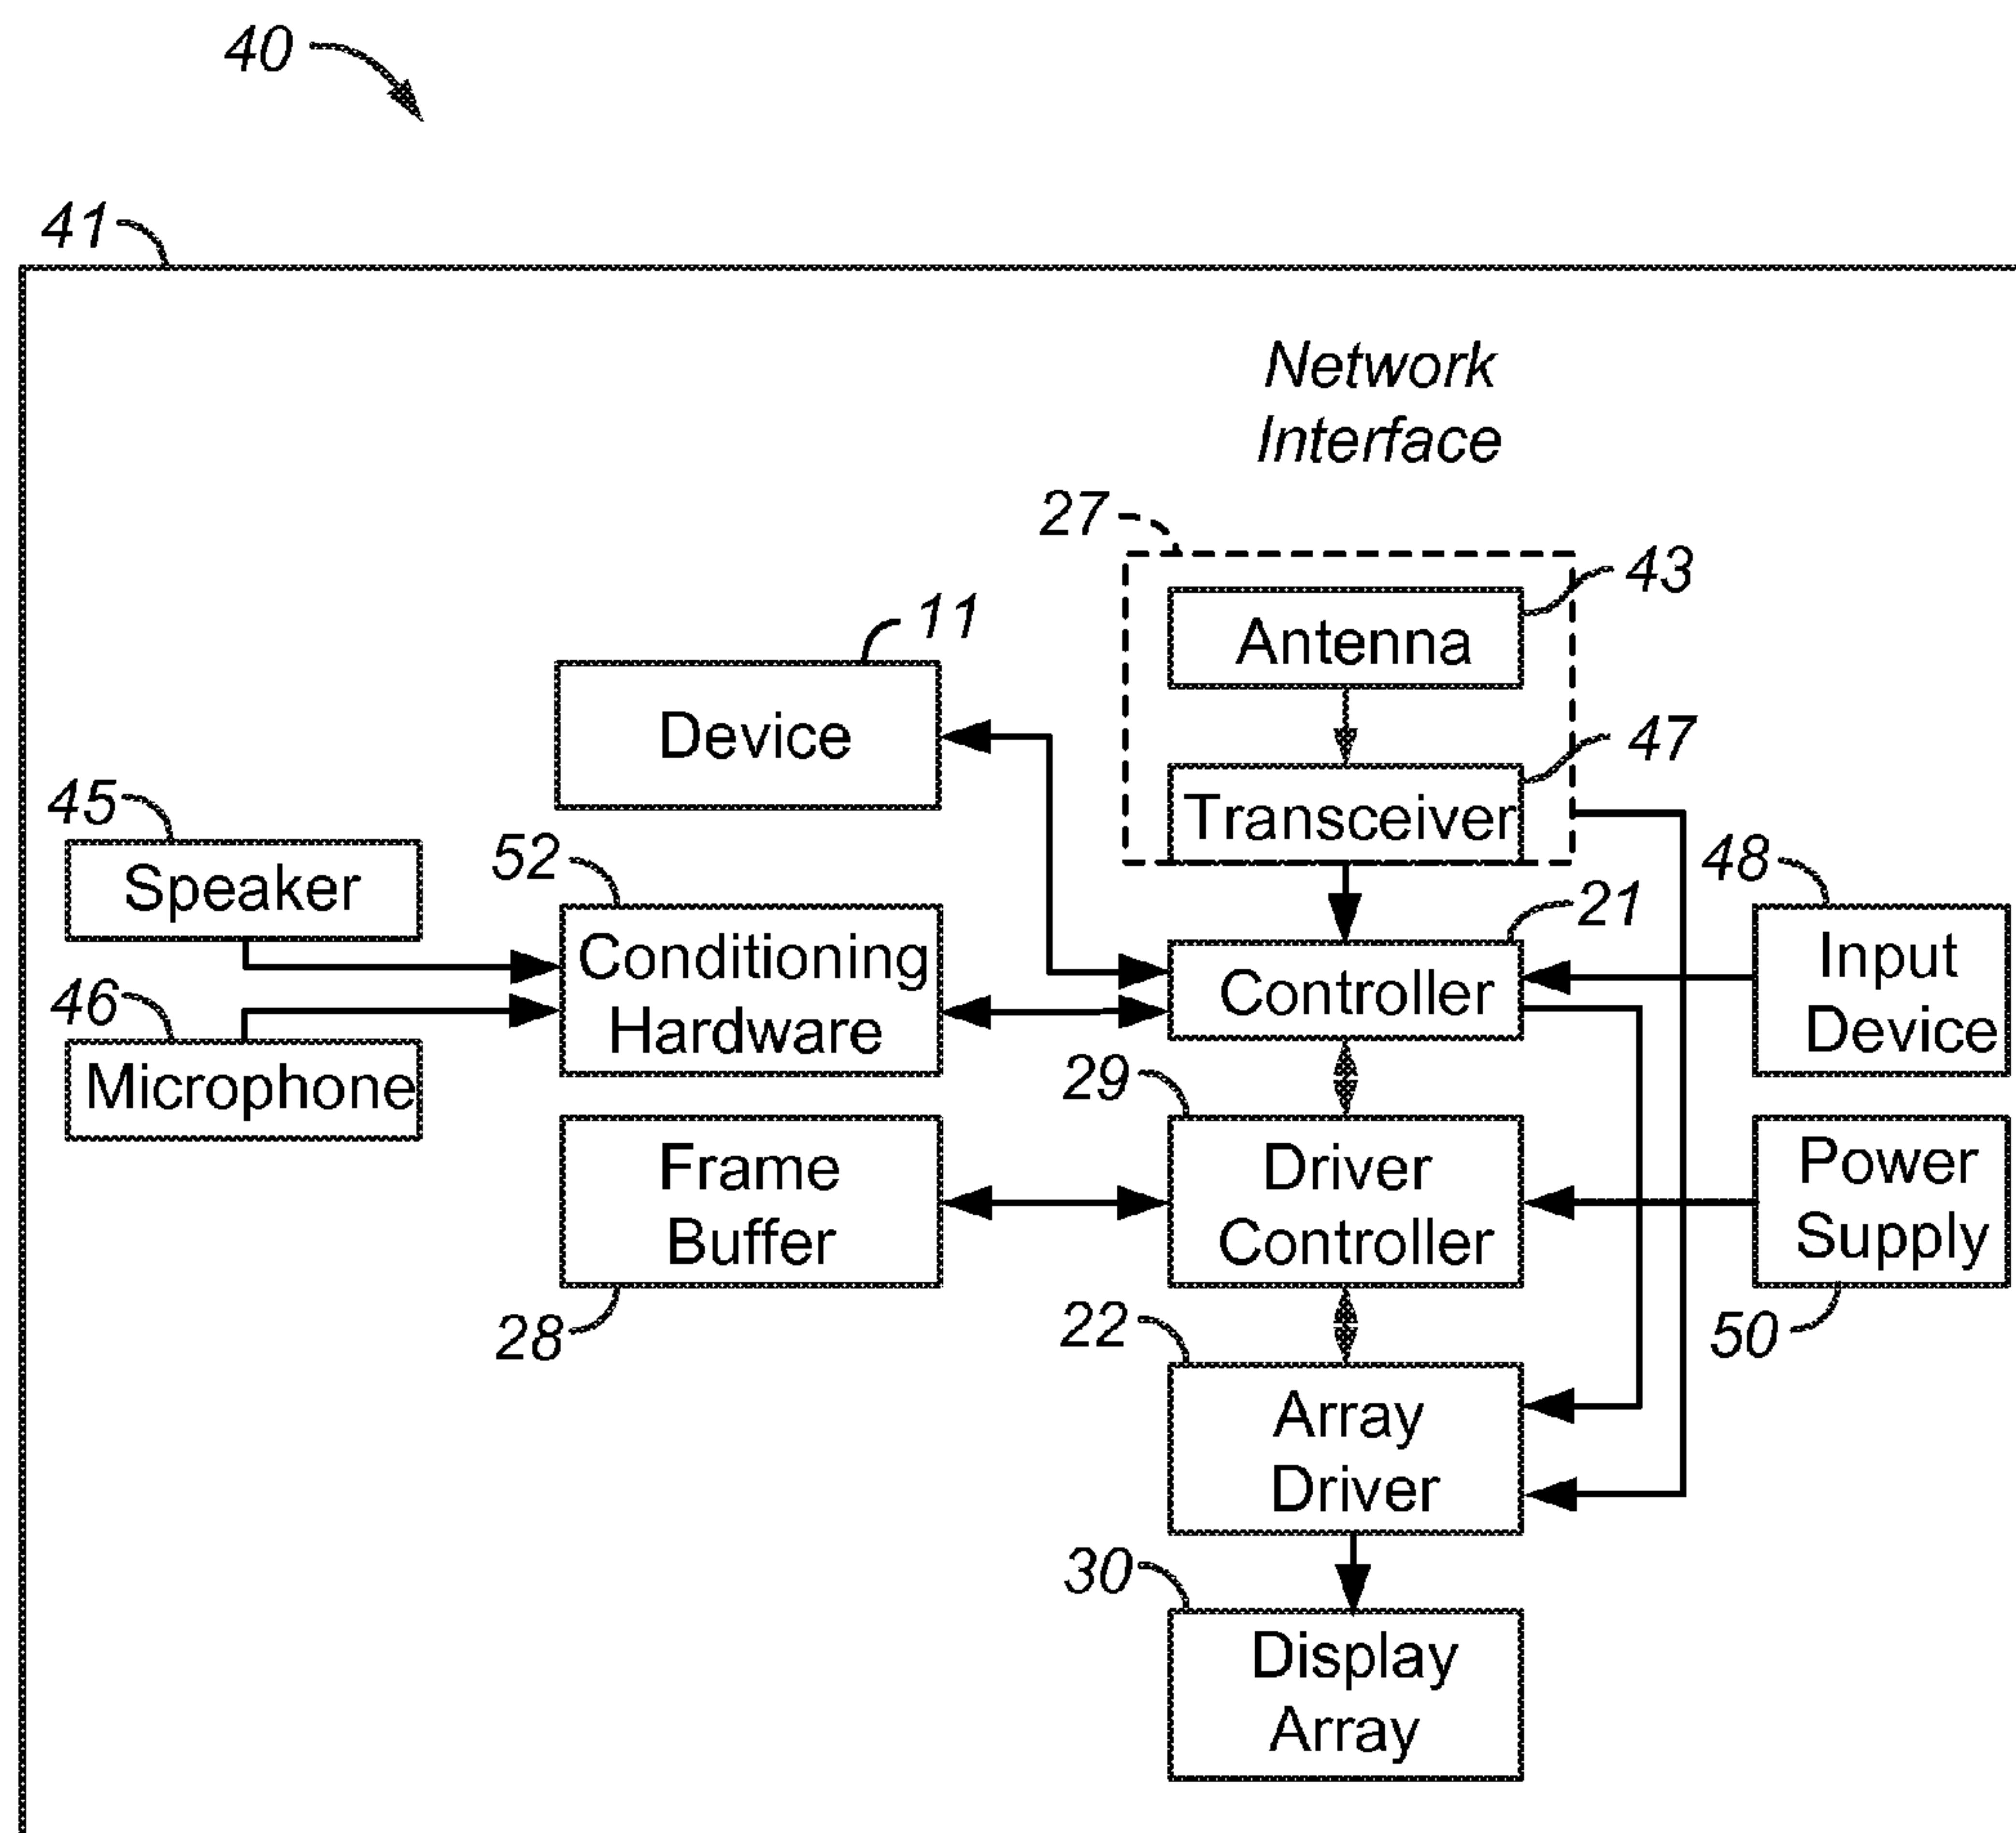 40
41
Network
Interface
27
43
Antenna
11
Device
47
Transceiver
45
Speaker
52
Conditioning
Hardware
48
Input
Device
21
Controller
46
Microphone
29
Driver
Controller
Frame
Buffer
28
Power
Supply
50
22
Array
Driver
30
Display
Array